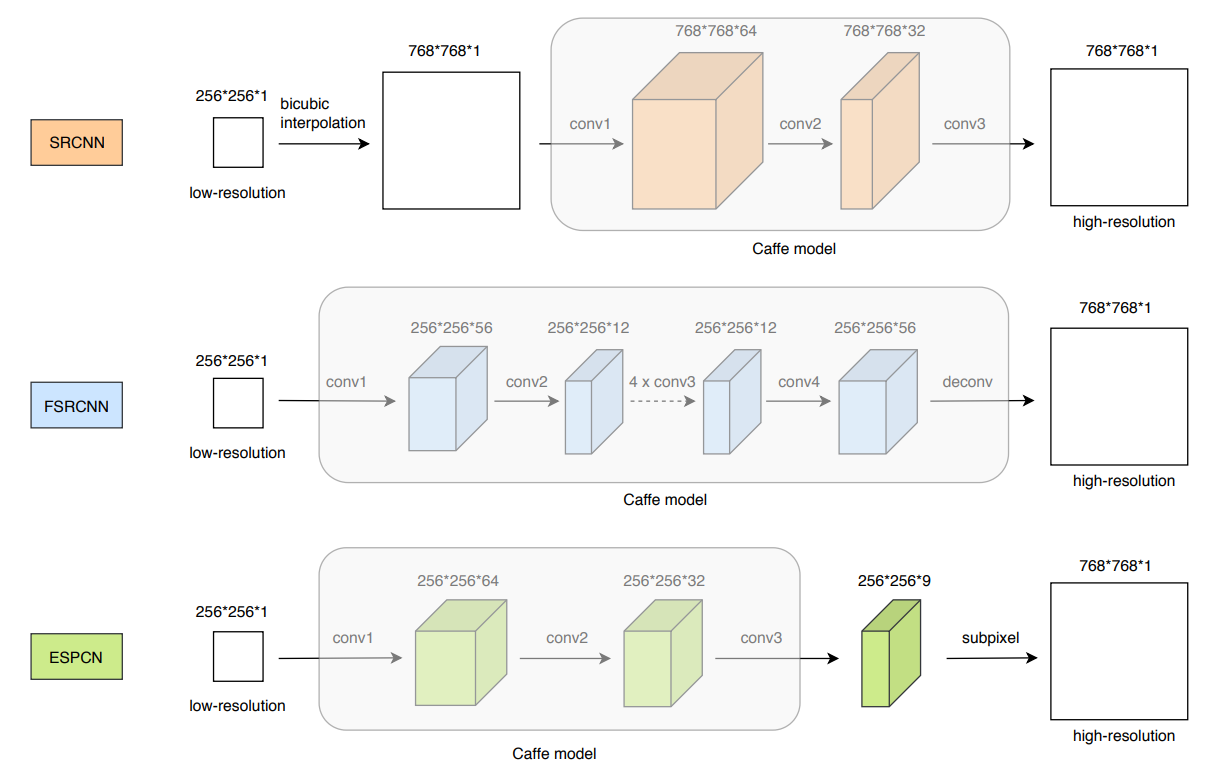 SRCNN
256*256*1
low-resolution
bicubic
interpolation
768*768*1
conv1
768*768*64
conv2
768*768*32
conv3
Caffe model
768*768*1
high-resolution
FSRCNN
256*256*1
low-resolution
conv1
256*256*56
conv2
256*256*12
4 x conv3
256*256*12
conv4
256*256*56
deconv
Caffe model
768*768*1
high-resolution
ESPCN
256*256*1
low-resolution
conv1
256*256*64
conv2
256*256*32
conv3
Caffe model
256*256*9
subpixel
768*768*1
high-resolution